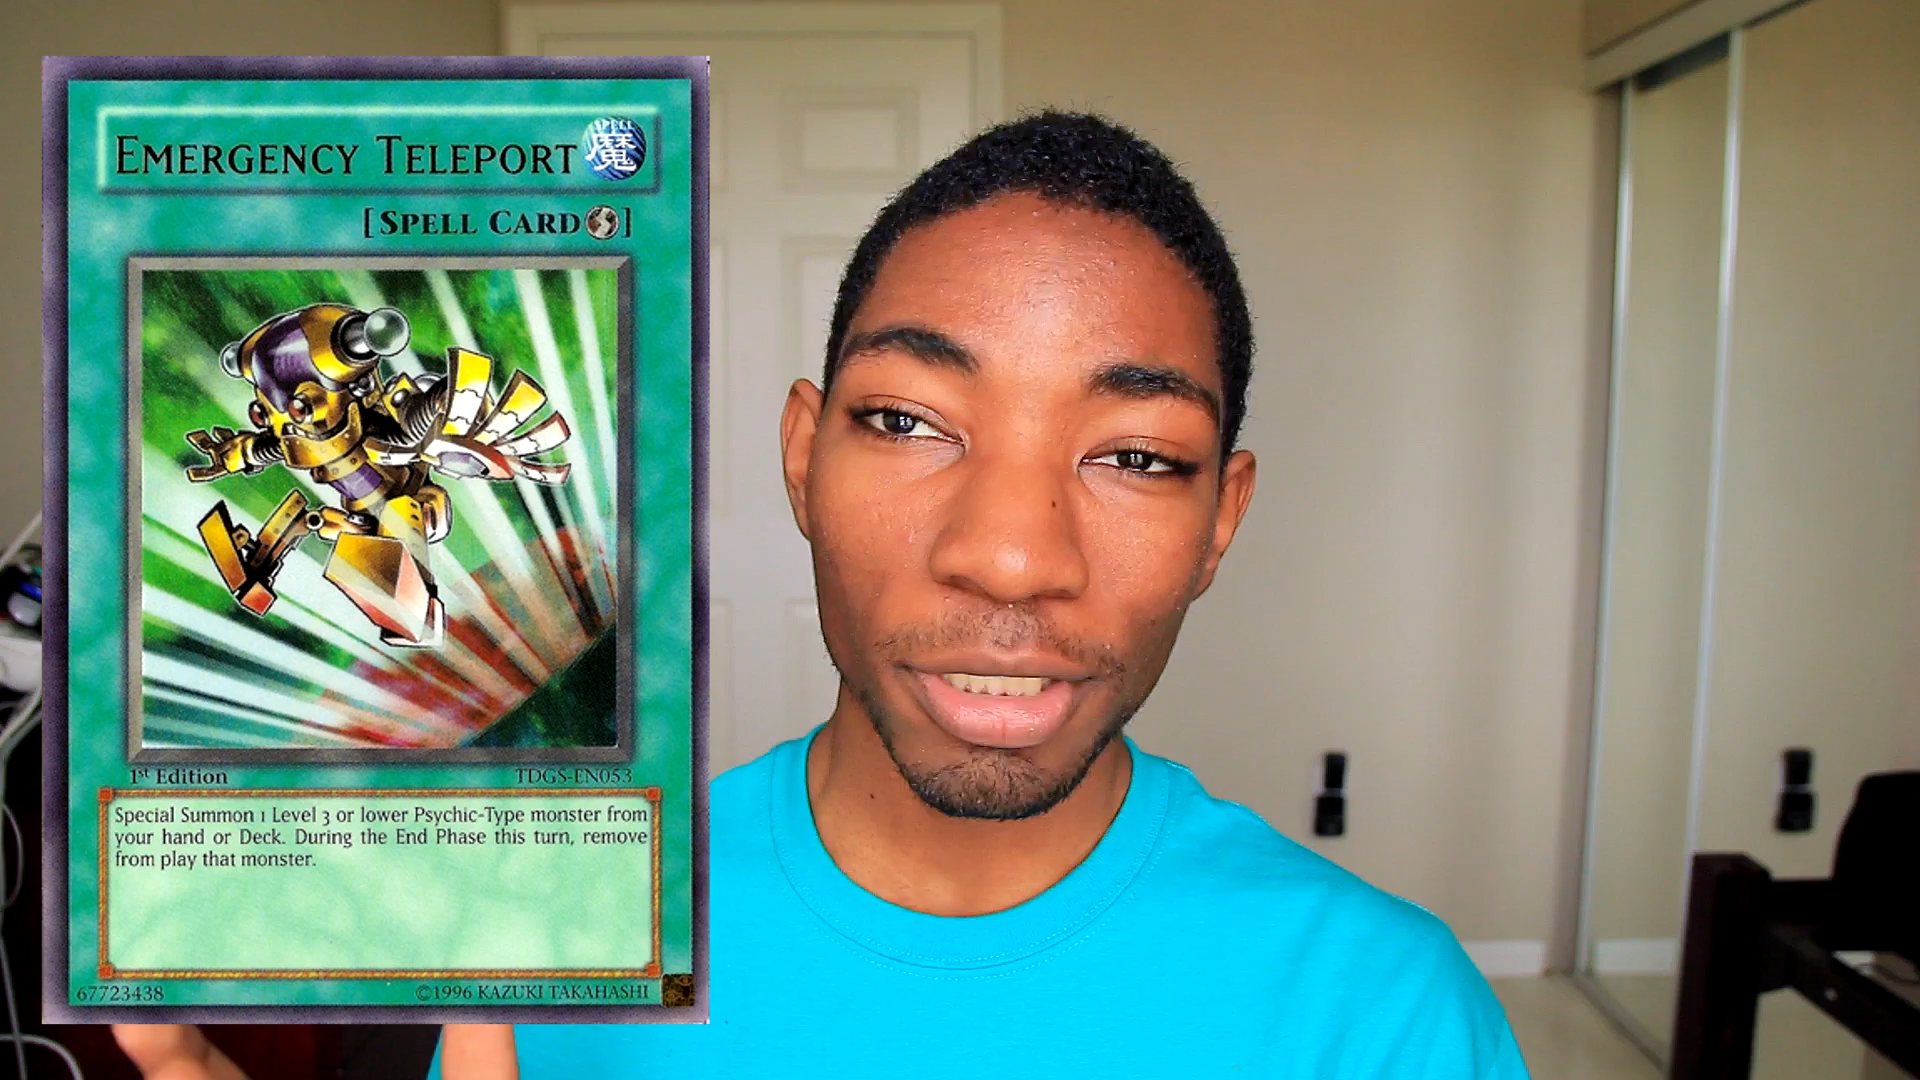 EMERGENCY TELEPORT
SPELL
魔
[SPELL CARD]
1st Edition
TDGS-EN053
Special Summon 1 Level 3 or lower Psychic-Type monster from
your hand or Deck. During the End Phase this turn, remove
from play that monster.
67723438
©1996 KAZUKI TAKAHASHI